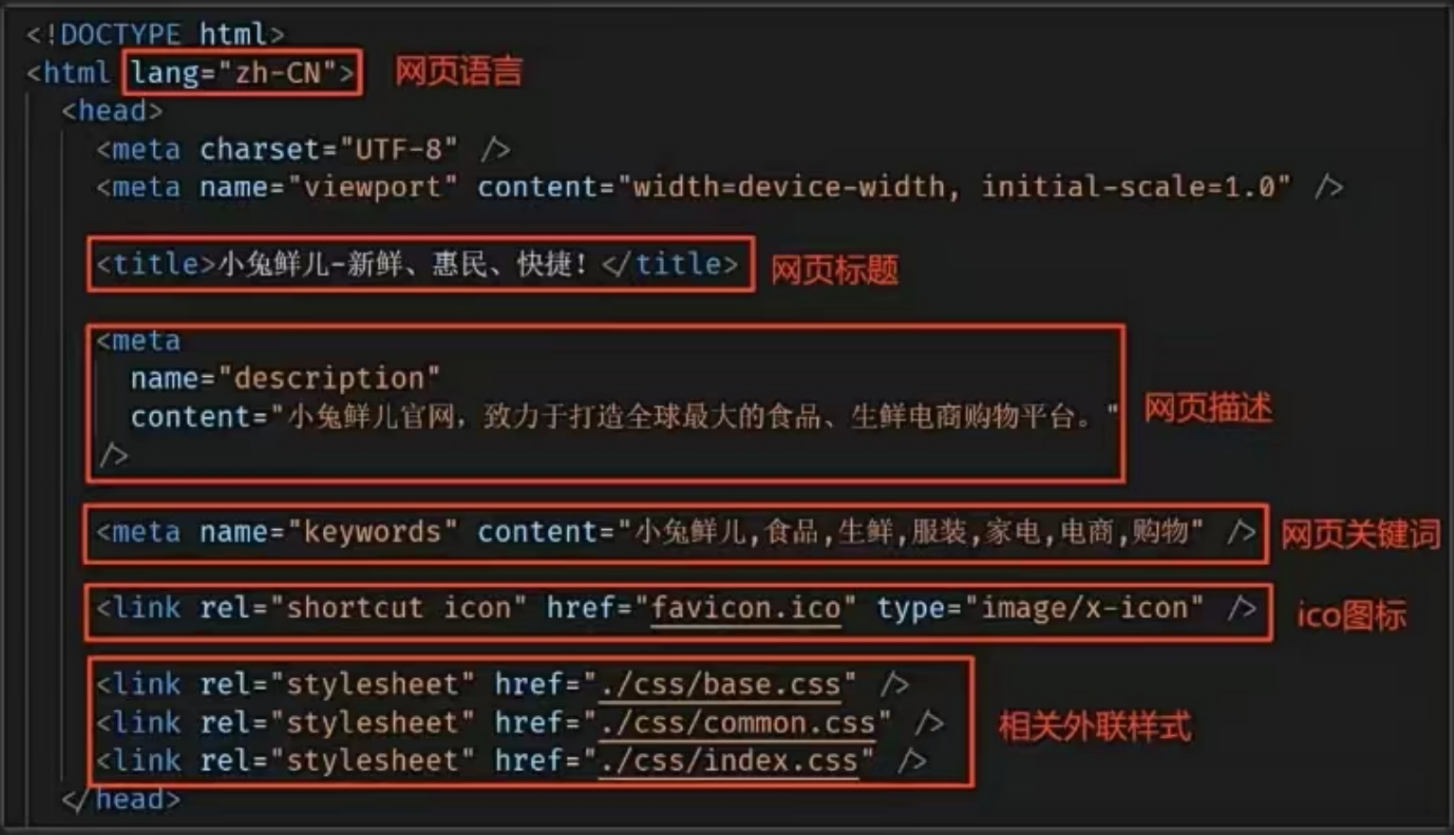 <!DOCTYPE html>
<html lang="zh-CN"> 网页语言
<head>
<meta charset="UTF-8" />
<meta name="viewport" content="width=device-width, initial-scale=1.0" />
<title>小兔鲜儿-新鲜、惠民、快捷!</title> 网页标题
<meta
name="description"
content="小兔鲜儿官网，致力于打造全球最大的食品、生鲜电商购物平台。" 网页描述
/>
<meta name="keywords" content="小兔鲜儿,食品,生鲜,服装,家电,电商,购物" /> 网页关键词
<link rel="shortcut icon" href="favicon.ico" type="image/x-icon" /> ico图标
<link rel="stylesheet" href="./css/base.css" />
<link rel="stylesheet" href="./css/common.css" /> 相关外联样式
<link rel="stylesheet" href="./css/index.css" />
</head>